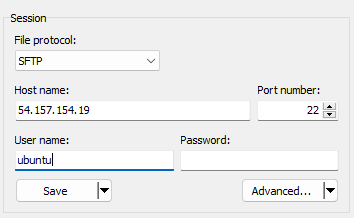 Session
File protocol:
SFTP
Host name:
Port number:
54.157.154.19
22
User name:
Password:
ubuntu
Save
Advanced...